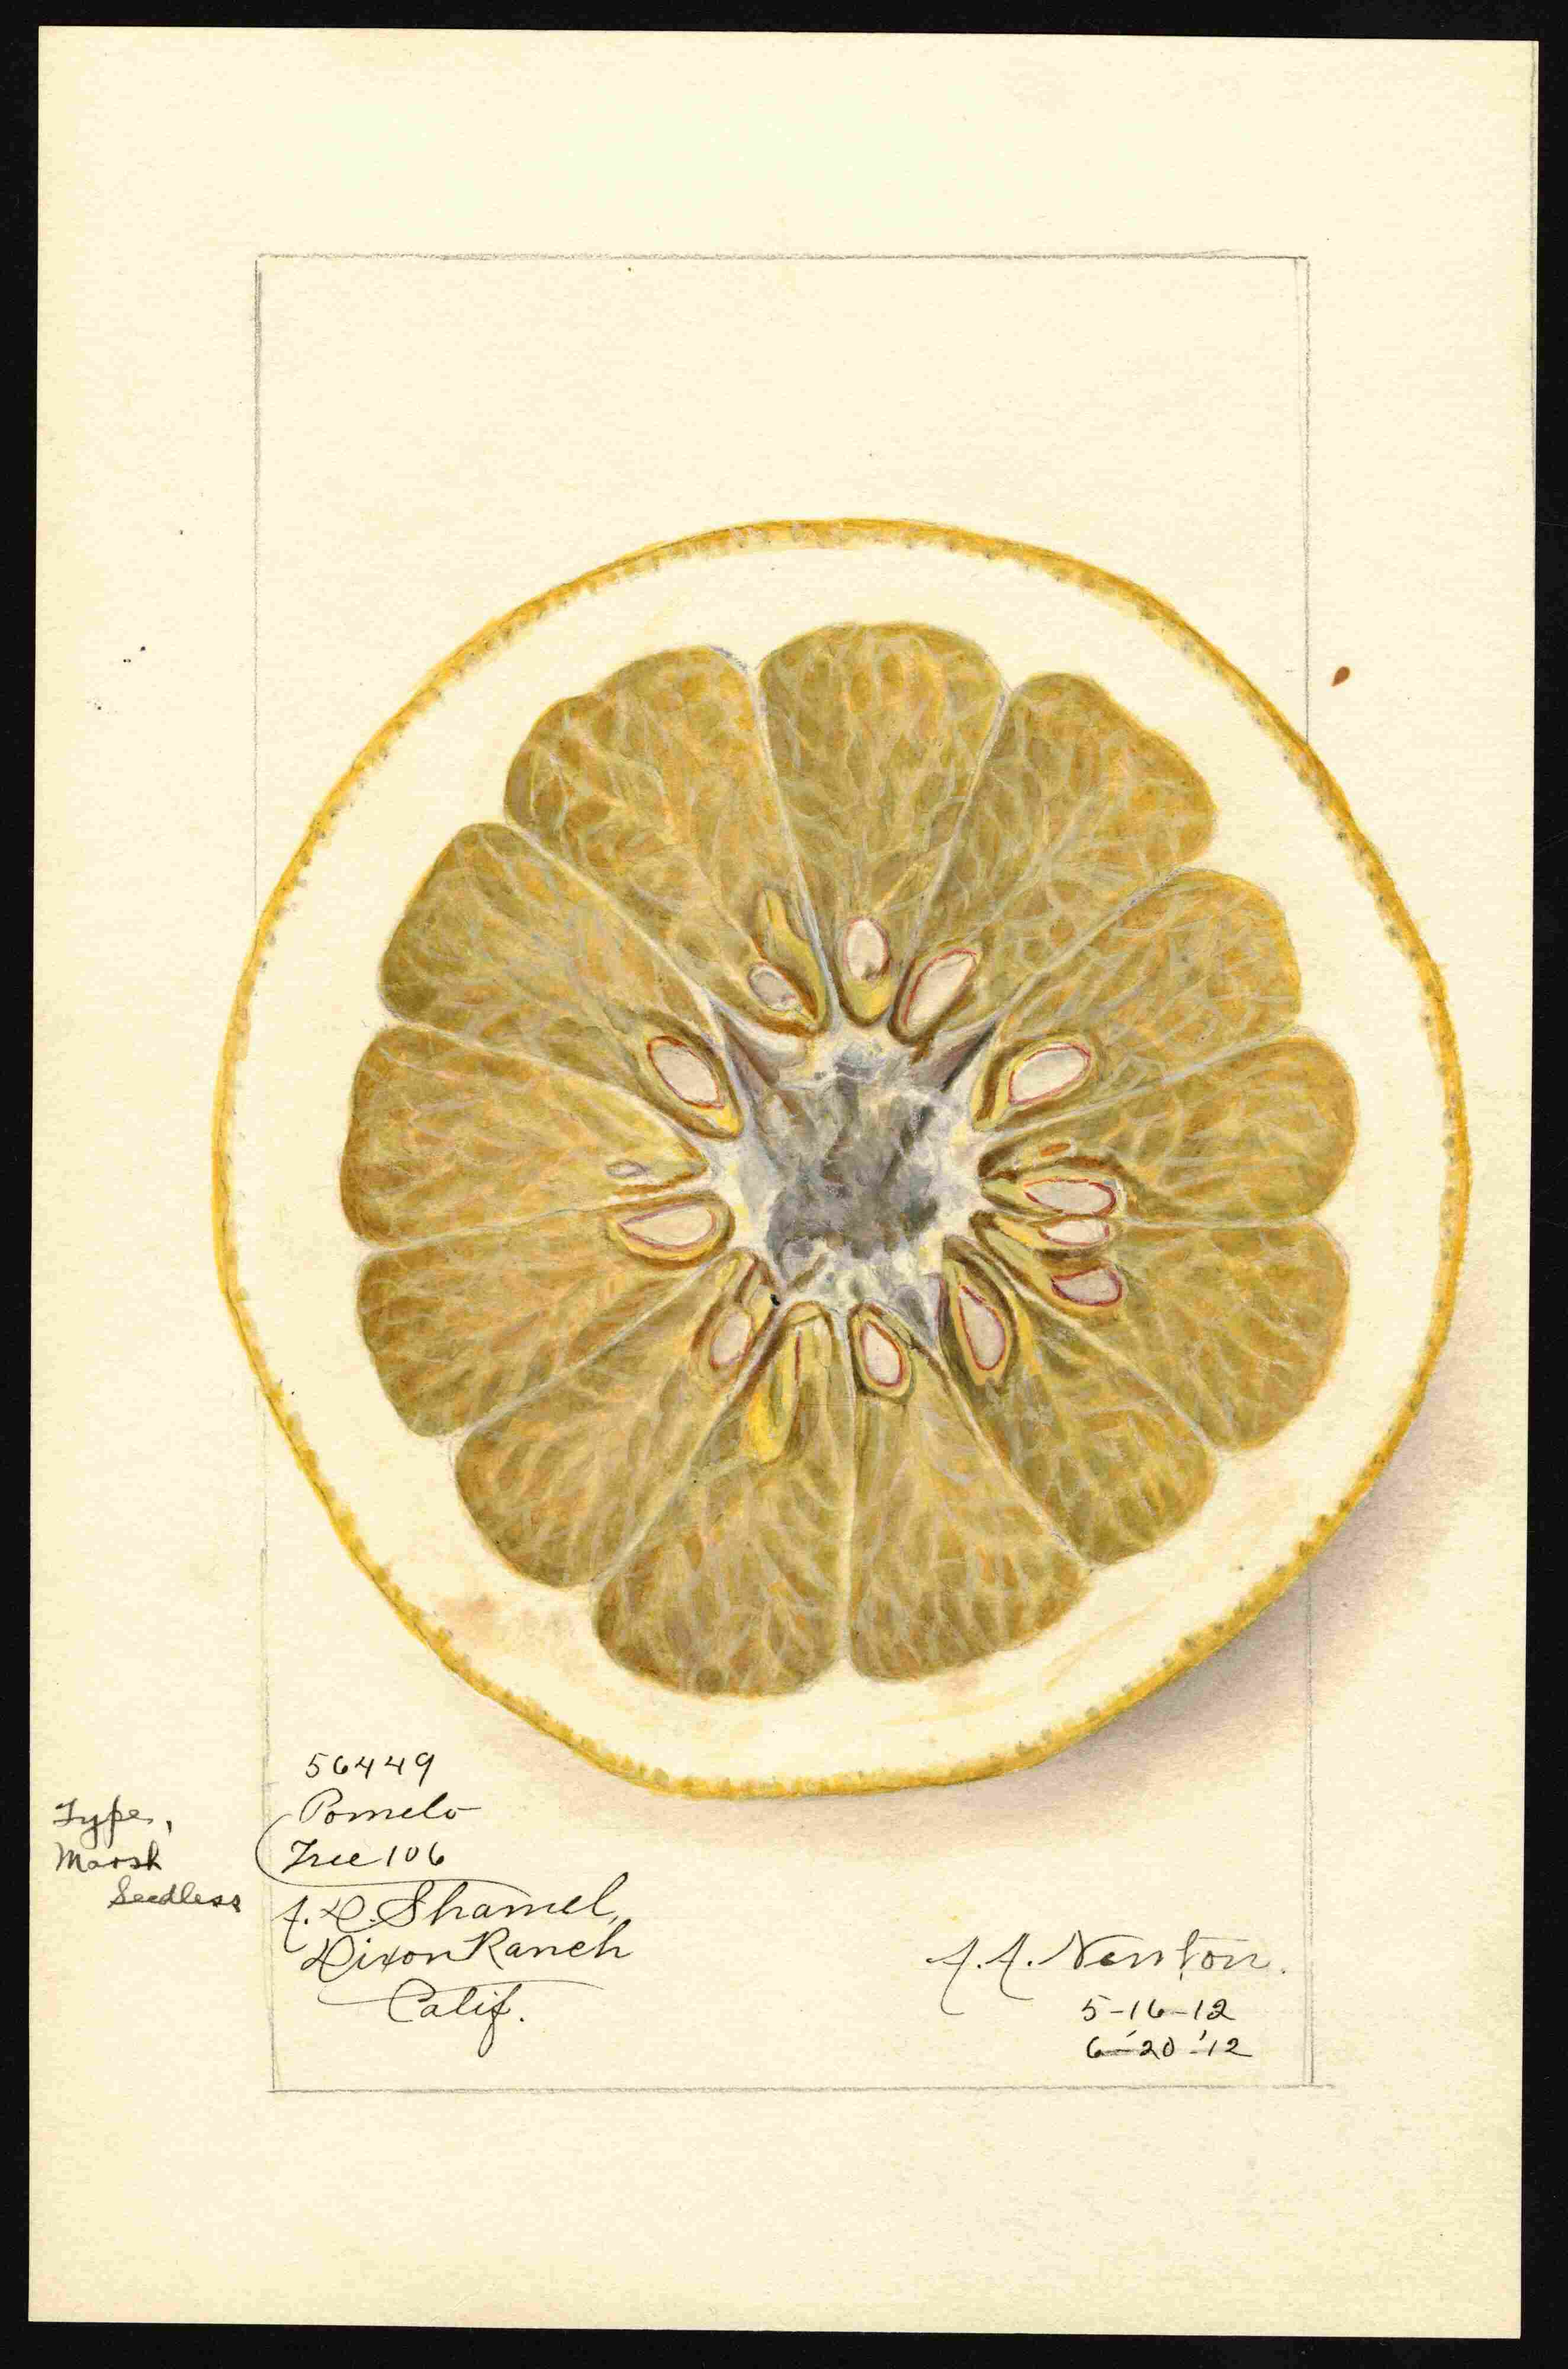 56449
Pomelo
Tree 106
Type,
Marsh
Seedless
A. D. Shamel,
Dixon Ranch
Calif.
A. A. Newton.
5-16-12
6-20-'12